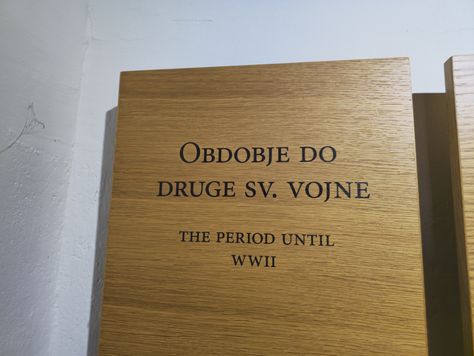 Obdobje do
druge sv. vojne
the period until
wwii